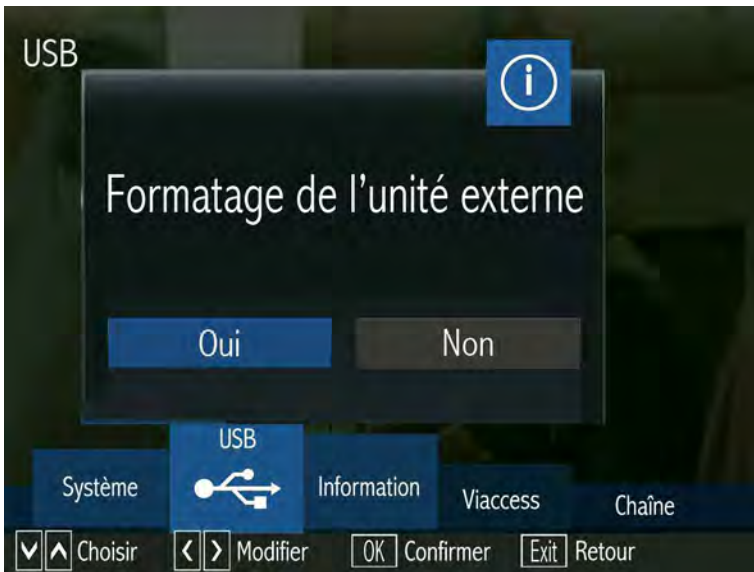 USB
Formatage de l'unité externe
Oui Non
USB
Système Information Viaccess Chaîne
Choisir Modifier OK Confirmer Exit Retour